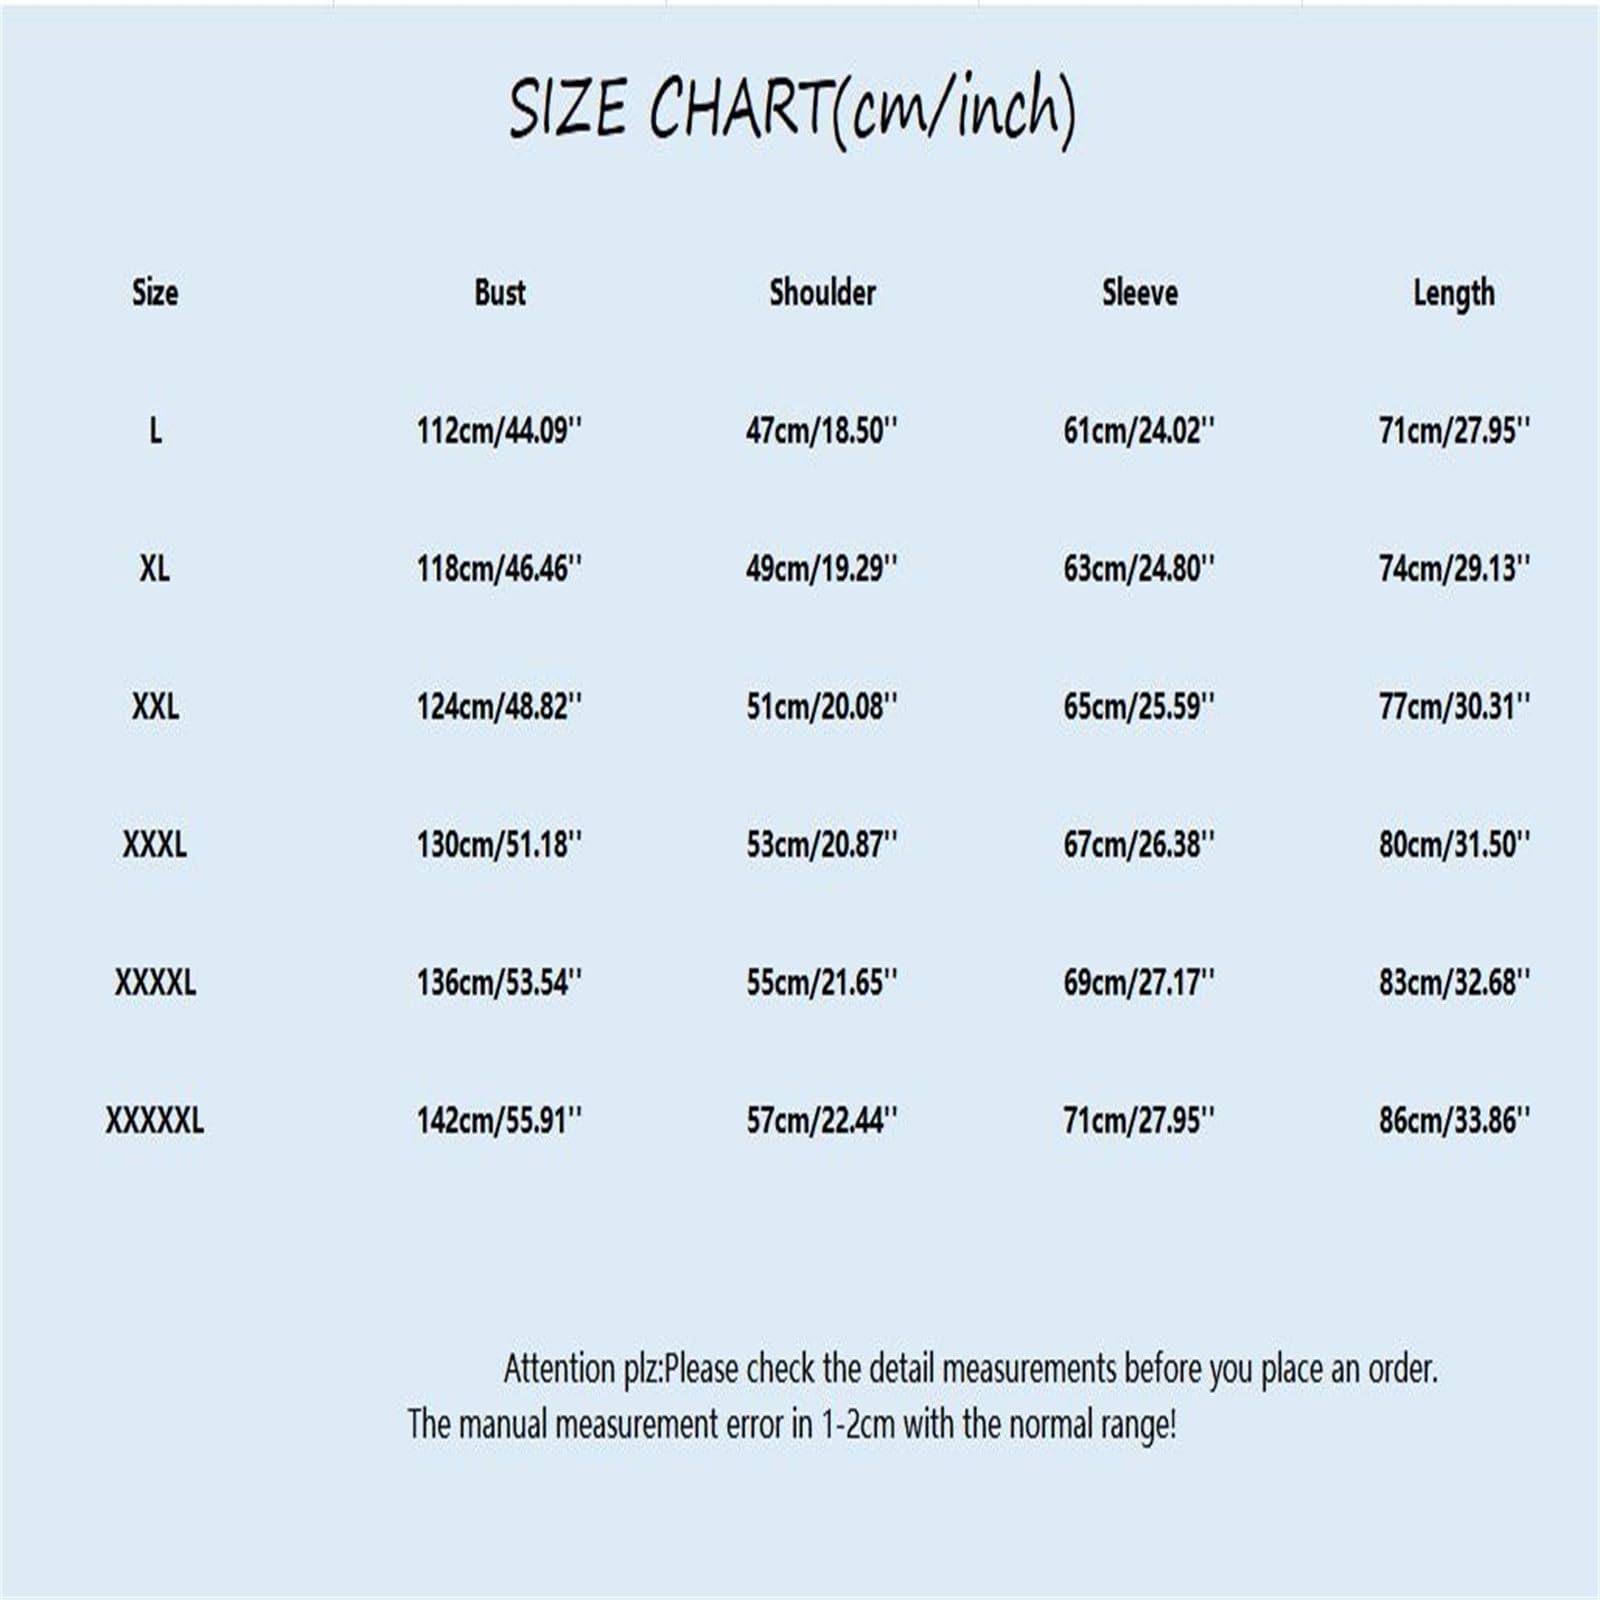 SIZE CHART(cm/inch)
Size Bust Shoulder Sleeve Length
L 112cm/44.09'' 47cm/18.50'' 61cm/24.02'' 71cm/27.95''
XL 118cm/46.46'' 49cm/19.29'' 63cm/24.80'' 74cm/29.13''
XXL 124cm/48.82'' 51cm/20.08'' 65cm/25.59'' 77cm/30.31''
XXXL 130cm/51.18'' 53cm/20.87'' 67cm/26.38'' 80cm/31.50''
XXXXL 136cm/53.54'' 55cm/21.65'' 69cm/27.17'' 83cm/32.68''
XXXXXL 142cm/55.91'' 57cm/22.44'' 71cm/27.95'' 86cm/33.86''
Attention plz:Please check the detail measurements before you place an order.
The manual measurement error in 1-2cm with the normal range!